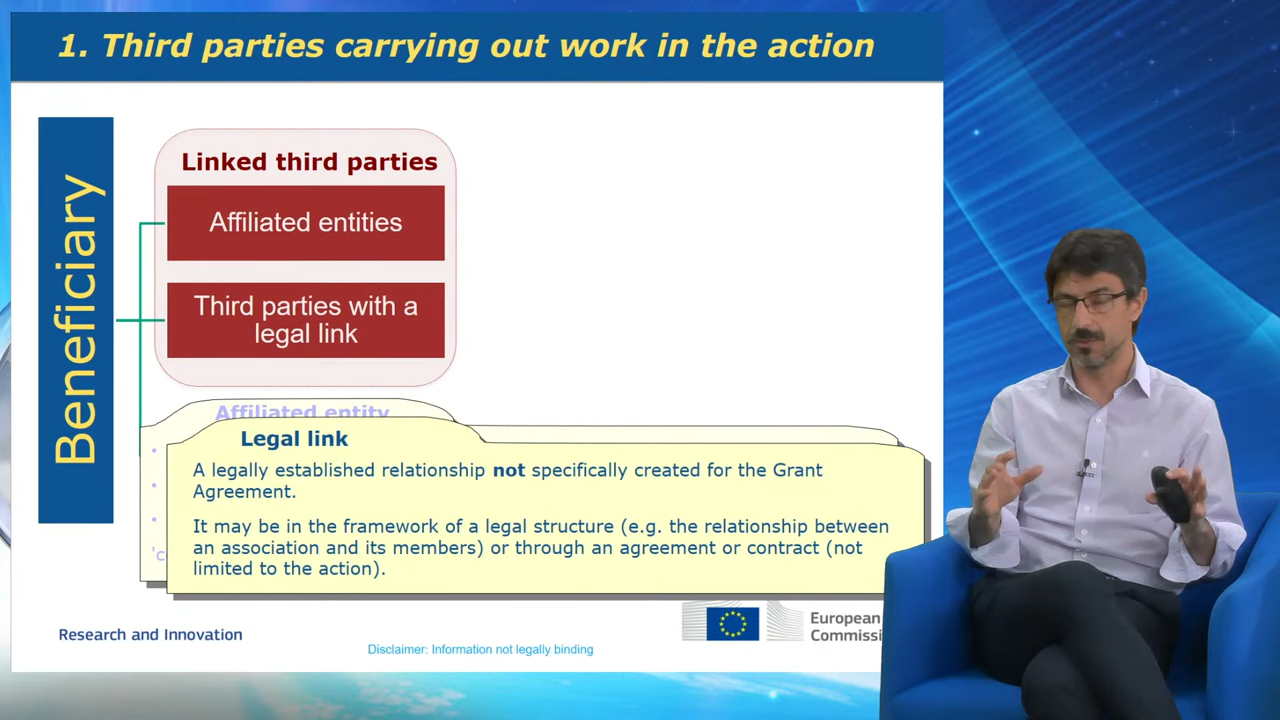 1. Third parties carrying out work in the action
Beneficiary
Linked third parties
Affiliated entities
Third parties with a
legal link
Affiliated entity
Legal link
A legally established relationship not specifically created for the Grant
Agreement.
It may be in the framework of a legal structure (e.g. the relationship between
an association and its members) or through an agreement or contract (not
limited to the action).
Research and Innovation
Disclaimer: Information not legally binding
European
Commissi